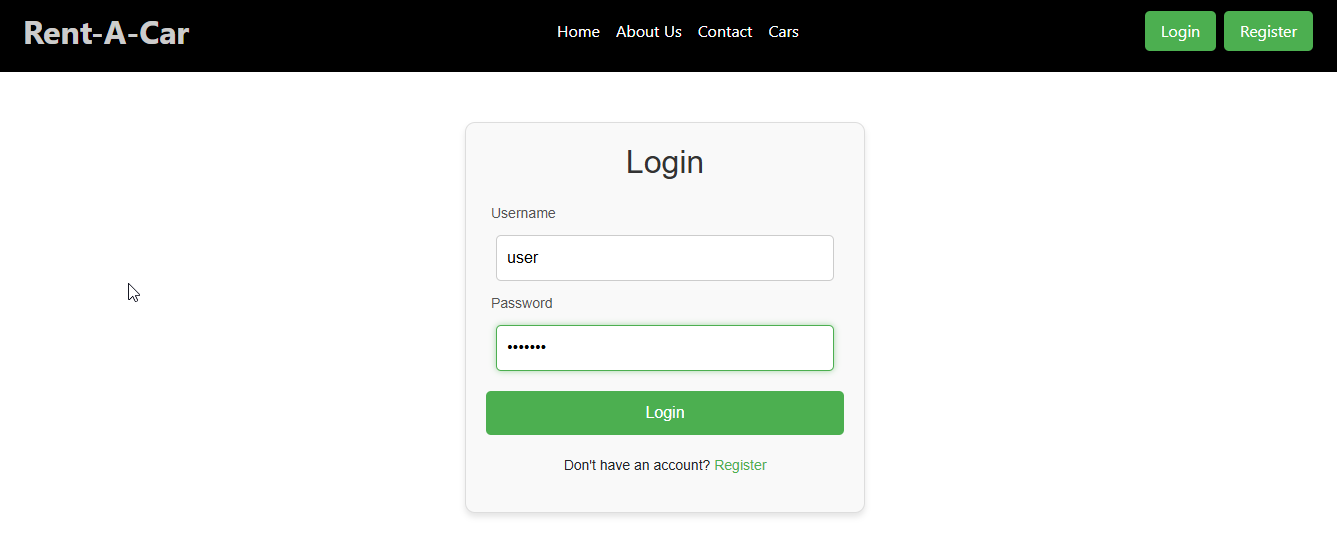 Rent-A-Car
Home About Us Contact Cars
Login Register
Login
Username
user
Password
•••••••
Login
Don't have an account? Register